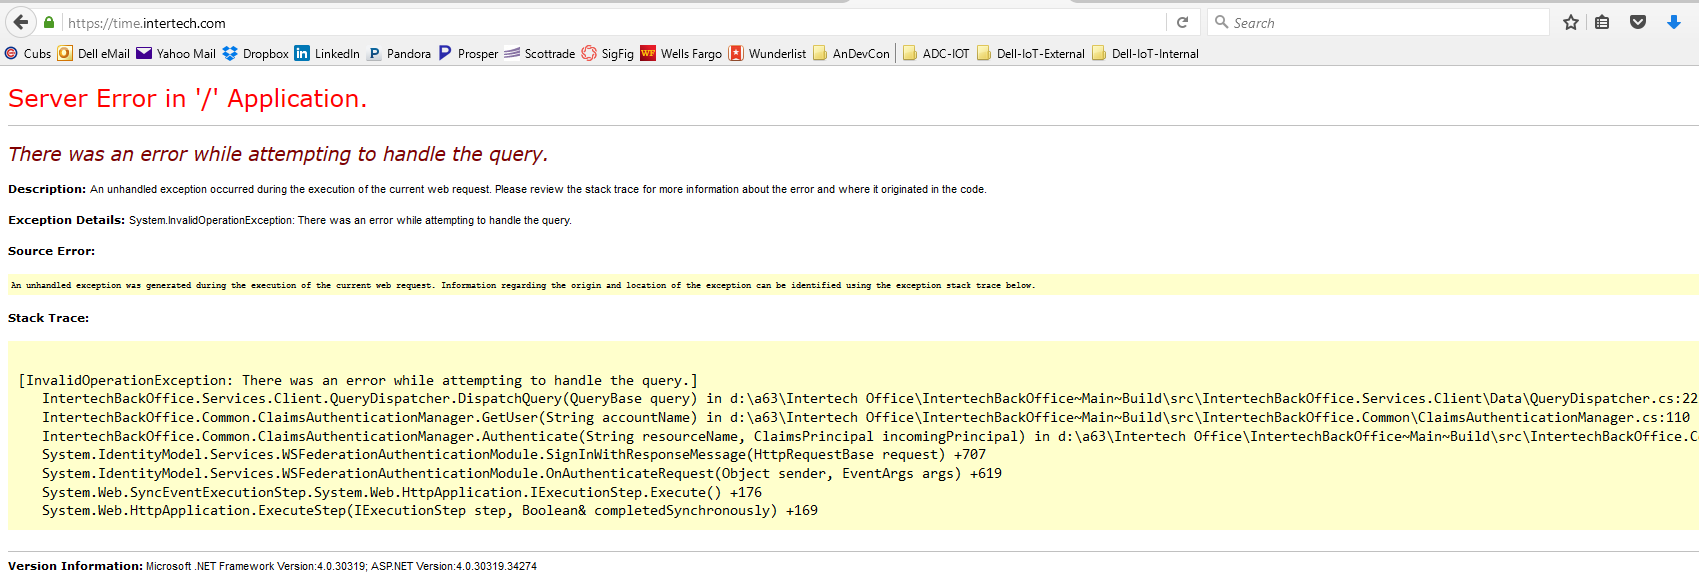 https://time.intertech.com
Search
Cubs Dell eMail Yahoo Mail Dropbox LinkedIn Pandora Prosper Scottrade SigFig WF Wells Fargo Wunderlist AnDevCon ADC-IOT Dell-IoT-External Dell-IoT-Internal
Server Error in '/' Application.
There was an error while attempting to handle the query.
Description: An unhandled exception occurred during the execution of the current web request. Please review the stack trace for more information about the error and where it originated in the code.
Exception Details: System.InvalidOperationException: There was an error while attempting to handle the query.
Source Error:
An unhandled exception was generated during the execution of the current web request. Information regarding the origin and location of the exception can be identified using the exception stack trace below.
Stack Trace:
[InvalidOperationException: There was an error while attempting to handle the query.]
IntertechBackOffice.Services.Client.QueryDispatcher.DispatchQuery(QueryBase query) in d:\a63\Intertech Office\IntertechBackOffice~Main~Build\src\IntertechBackOffice.Services.Client\Data\QueryDispatcher.cs:22
IntertechBackOffice.Common.ClaimsAuthenticationManager.GetUser(String accountName) in d:\a63\Intertech Office\IntertechBackOffice~Main~Build\src\IntertechBackOffice.Common\ClaimsAuthenticationManager.cs:110
IntertechBackOffice.Common.ClaimsAuthenticationManager.Authenticate(String resourceName, ClaimsPrincipal incomingPrincipal) in d:\a63\Intertech Office\IntertechBackOffice~Main~Build\src\IntertechBackOffice.C
System.IdentityModel.Services.WSFederationAuthenticationModule.SignInWithResponseMessage(HttpRequestBase request) +707
System.IdentityModel.Services.WSFederationAuthenticationModule.OnAuthenticateRequest(Object sender, EventArgs args) +619
System.Web.SyncEventExecutionStep.System.Web.HttpApplication.IExecutionStep.Execute() +176
System.Web.HttpApplication.ExecuteStep(IExecutionStep step, Boolean& completedSynchronously) +169
Version Information: Microsoft .NET Framework Version:4.0.30319; ASP.NET Version:4.0.30319.34274